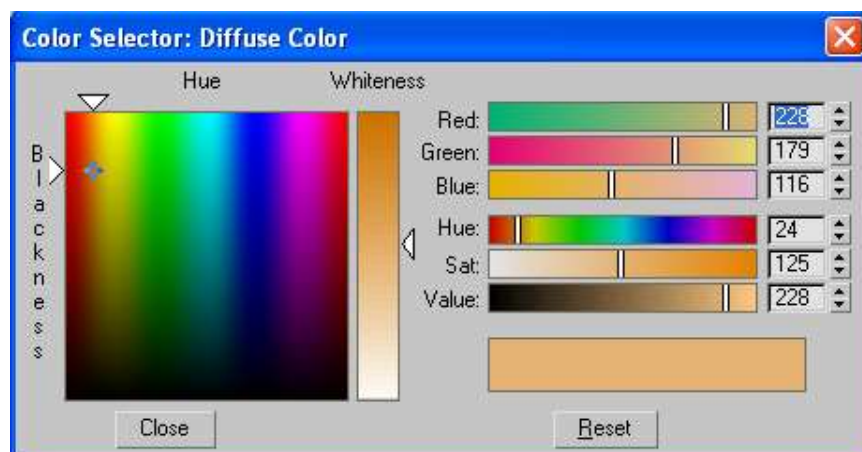 Color Selector: Diffuse Color
Hue
Whiteness
Blackness
Red: 228
Green: 179
Blue: 116
Hue: 24
Sat: 125
Value: 228
Close
Reset